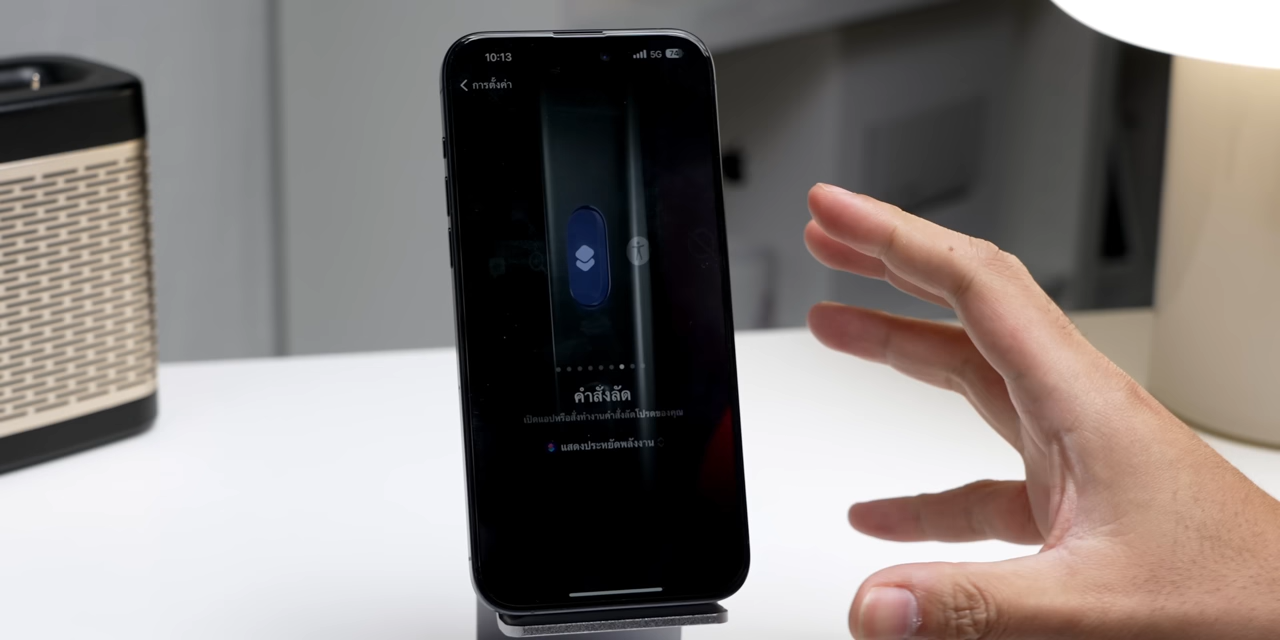 10:13
5G 74
การตั้งค่า
คำสั่งลัด
เปิดแอปหรือสั่งทำงานคำสั่งลัดโปรดของคุณ
แสดงประหยัดพลังงาน